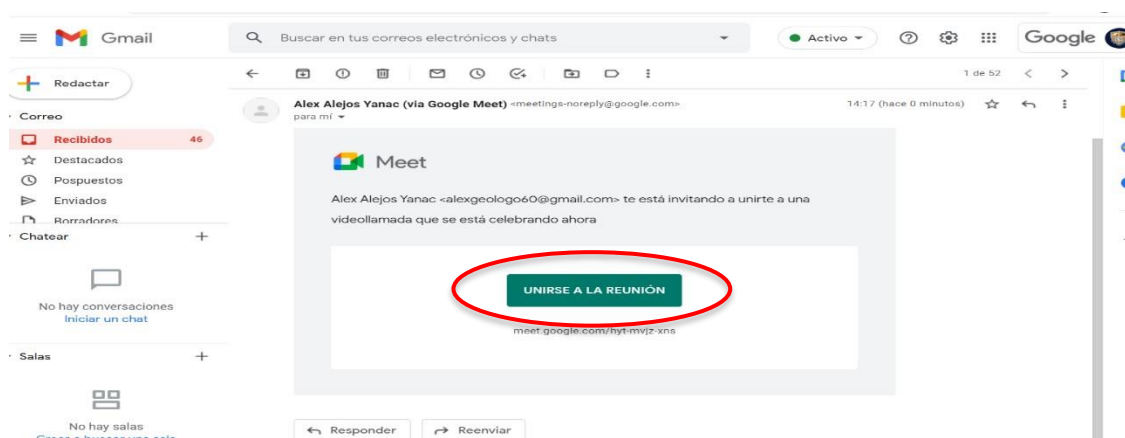 Gmail
Buscar en tus correos electrónicos y chats
Activo
Google
Redactar
1 de 52
Correo
Alex Alejos Yanac (via Google Meet) <meetings-noreply@google.com>
14:17 (hace 0 minutos)
para mí
Recibidos 46
Destacados
Pospuestos
Enviados
Borradores
Chatear
No hay conversaciones
Iniciar un chat
Salas
No hay salas
Meet
Alex Alejos Yanac <alexgeologo60@gmail.com> te está invitando a unirte a una
videollamada que se está celebrando ahora
UNIRSE A LA REUNIÓN
meet.google.com/hyt-mvjz-xns
Responder
Reenviar